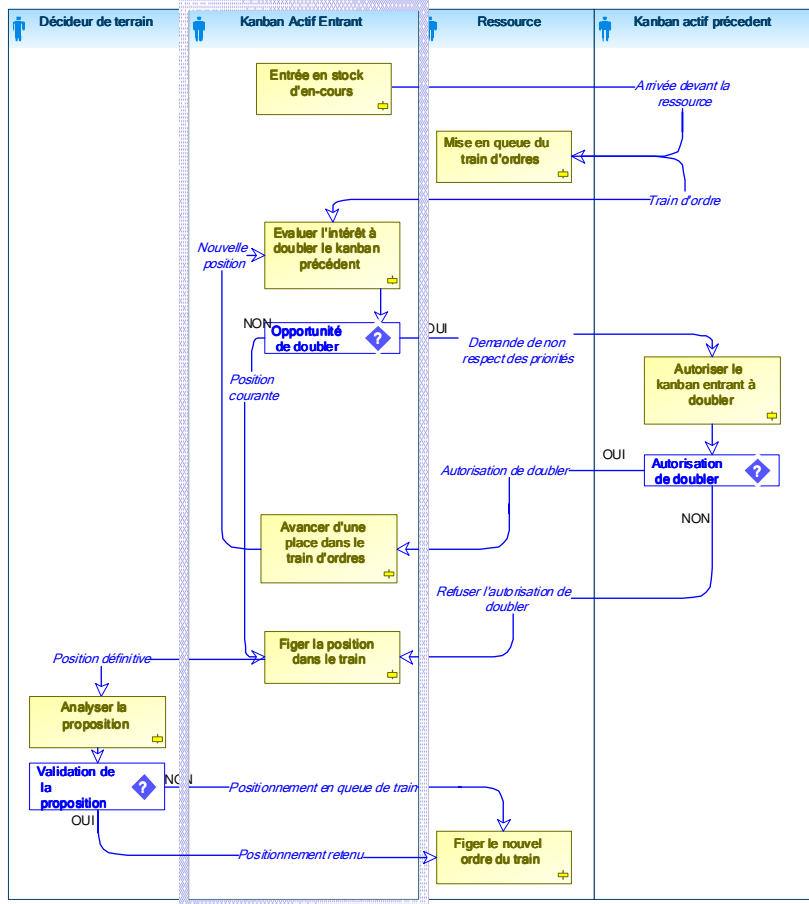 Décideur de terrain
Kanban Actif Entrant
Ressource
Kanban actif précedent
Entrée en stock
d'en-cours
Arrivée devant la
ressource
Mise en queue du
train d'ordres
Train d'ordre
Evaluer l'intérêt à
doubler le kanban
précédent
Nouvelle
position
NON
Opportunité
de doubler
OUI
Demande de non
respect des priorités
Position
courante
Autoriser le
kanban entrant à
doubler
OUI
Autorisation
de doubler
Autorisation de doubler
NON
Avancer d'une
place dans le
train d'ordres
Refuser l'autorisation de
doubler
Figer la position
dans le train
Position définitive
Analyser la
proposition
Validation de
la
proposition
NON
Positionnement en queue de train
OUI
Figer le nouvel
ordre du train
Positionnement retenu